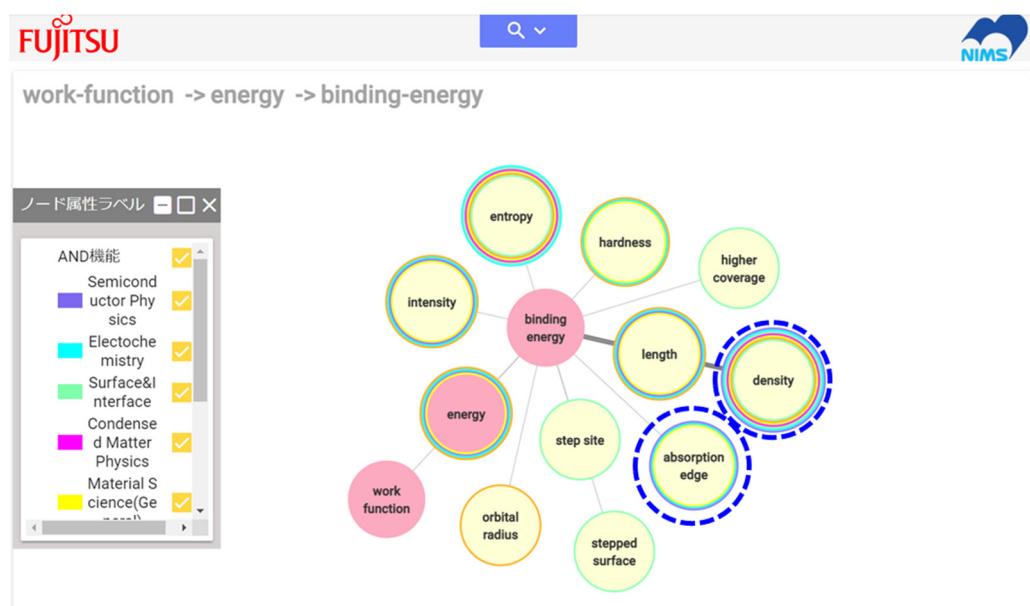 FUJITSU
NIMS
work-function -> energy -> binding-energy
ノード属性ラベル
AND機能
Semicond
uctor Phy
sics
Electoche
mistry
Surface&I
nterface
Condense
d Matter
Physics
Material S
cience(Ge
neral)
entropy
hardness
higher
coverage
intensity
binding
energy
length
density
energy
step site
absorption
edge
work
function
orbital
radius
stepped
surface